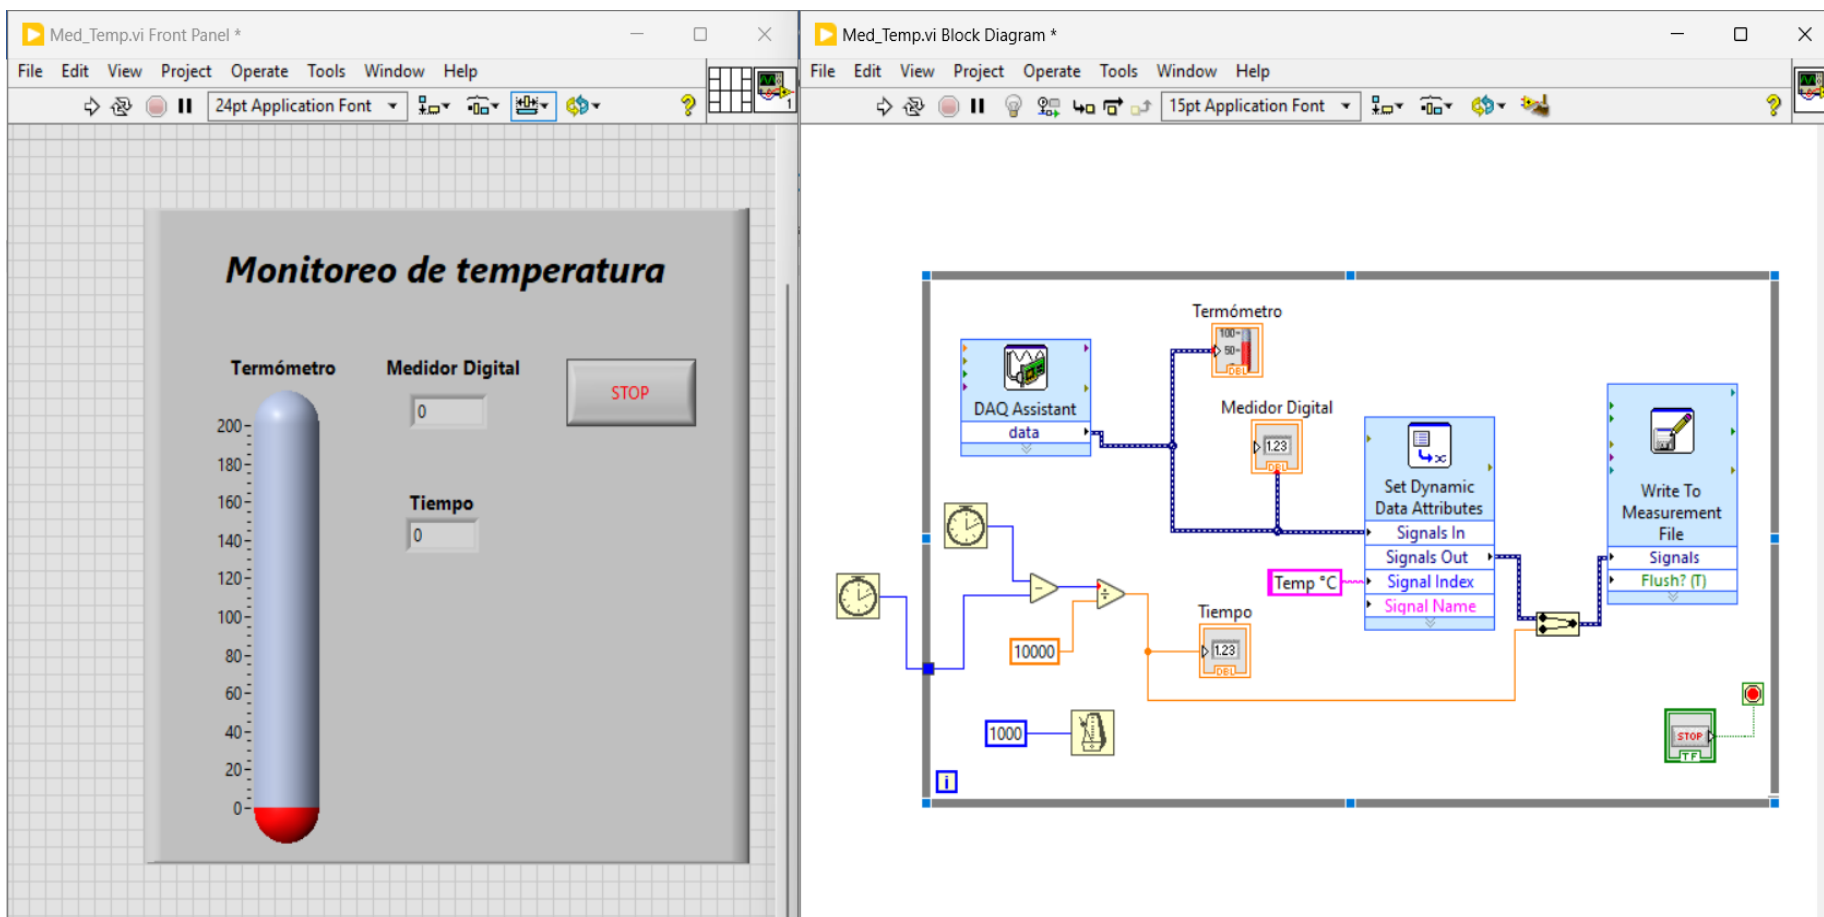 Med_Temp.vi Front Panel *
File Edit View Project Operate Tools Window Help
24pt Application Font
1
Monitoreo de temperatura
Termómetro
Medidor Digital
STOP
0
Tiempo
0
200
180
160
140
120
100
80
60
40
20
0
Med_Temp.vi Block Diagram *
File Edit View Project Operate Tools Window Help
15pt Application Font
Termómetro
100
50
DBL
DAQ Assistant
data
Medidor Digital
1.23
DBL
Set Dynamic
Data Attributes
Signals In
Signals Out
Signal Index
Signal Name
Temp °C
Write To
Measurement
File
Signals
Flush? (T)
10000
Tiempo
1.23
DBL
1000
STOP
TF
i